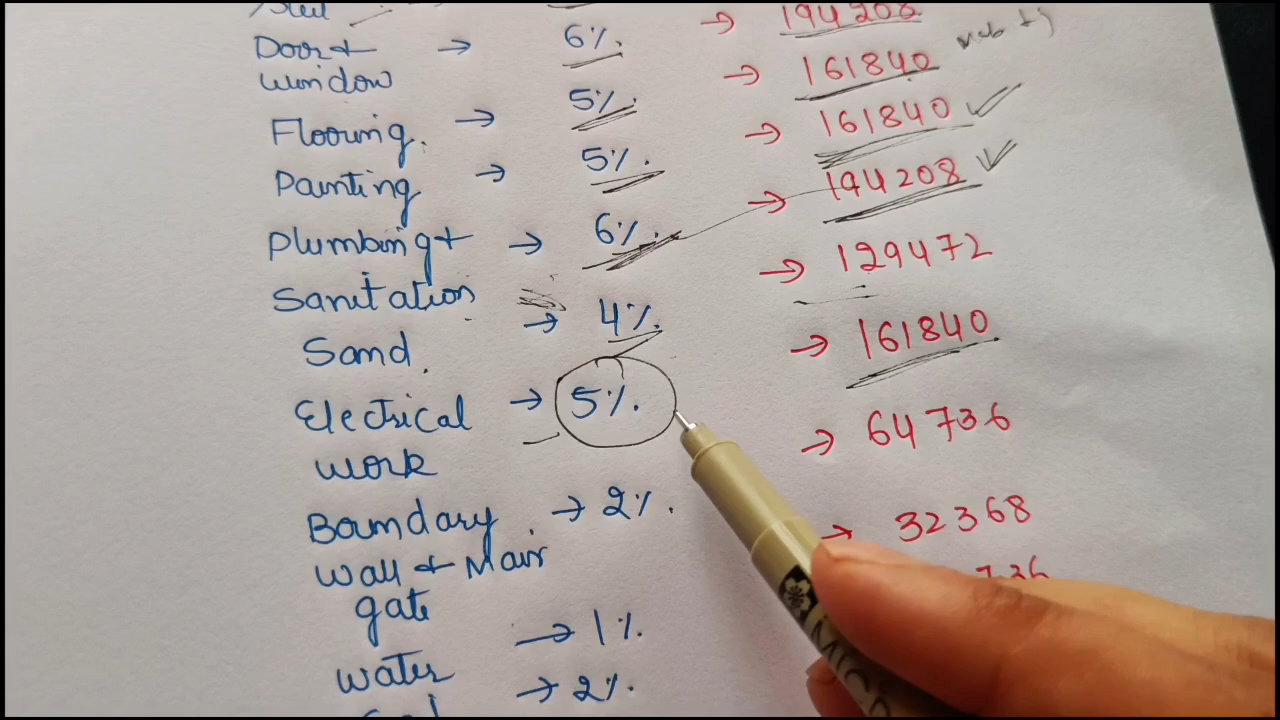 Steel
Door + → 6%. → 194208
Window → 161840
Flooring. → 5%. → 161840
Painting → 5%. → 194208
Plumbing + → 6%. → 129472
Sanitation
Sand. → 4%. → 161840
Electrical → 5%. → 64736
work
Boundary → 2%. → 32368
wall + Main
gate
water → 1%.
→ 2%.